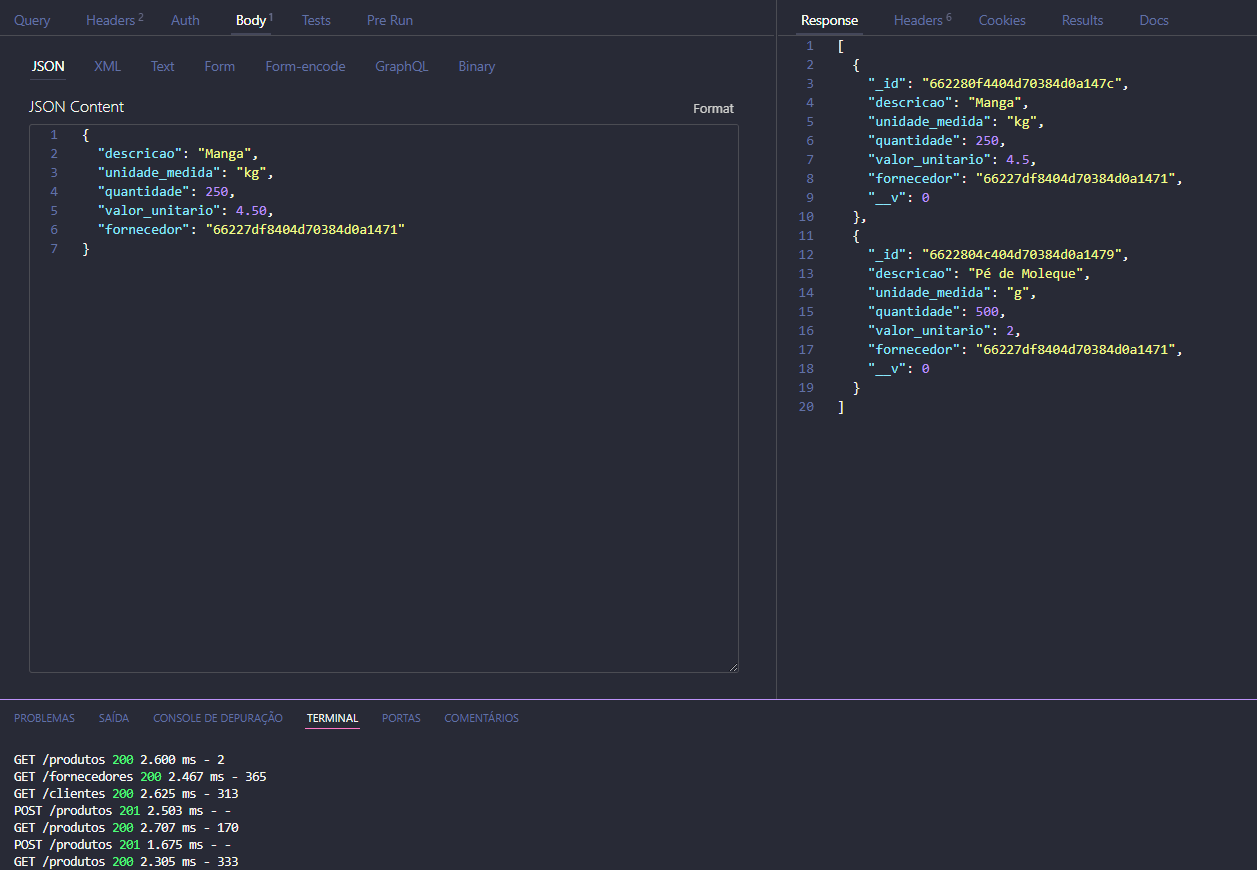 Query Headers 2 Auth Body 1 Tests Pre Run
JSON XML Text Form Form-encode GraphQL Binary
JSON Content Format
1 {
2 "descricao": "Manga",
3 "unidade_medida": "kg",
4 "quantidade": 250,
5 "valor_unitario": 4.50,
6 "fornecedor": "66227df8404d70384d0a1471"
7 }
Response Headers 6 Cookies Results Docs
1 [
2 {
3 "_id": "662280f4404d70384d0a147c",
4 "descricao": "Manga",
5 "unidade_medida": "kg",
6 "quantidade": 250,
7 "valor_unitario": 4.5,
8 "fornecedor": "66227df8404d70384d0a1471",
9 "__v": 0
10 },
11 {
12 "_id": "6622804c404d70384d0a1479",
13 "descricao": "Pé de Moleque",
14 "unidade_medida": "g",
15 "quantidade": 500,
16 "valor_unitario": 2,
17 "fornecedor": "66227df8404d70384d0a1471",
18 "__v": 0
19 }
20 ]
PROBLEMAS SAÍDA CONSOLE DE DEPURAÇÃO TERMINAL PORTAS COMENTÁRIOS
GET /produtos 200 2.600 ms - 2
GET /fornecedores 200 2.467 ms - 365
GET /clientes 200 2.625 ms - 313
POST /produtos 201 2.503 ms - -
GET /produtos 200 2.707 ms - 170
POST /produtos 201 1.675 ms - -
GET /produtos 200 2.305 ms - 333